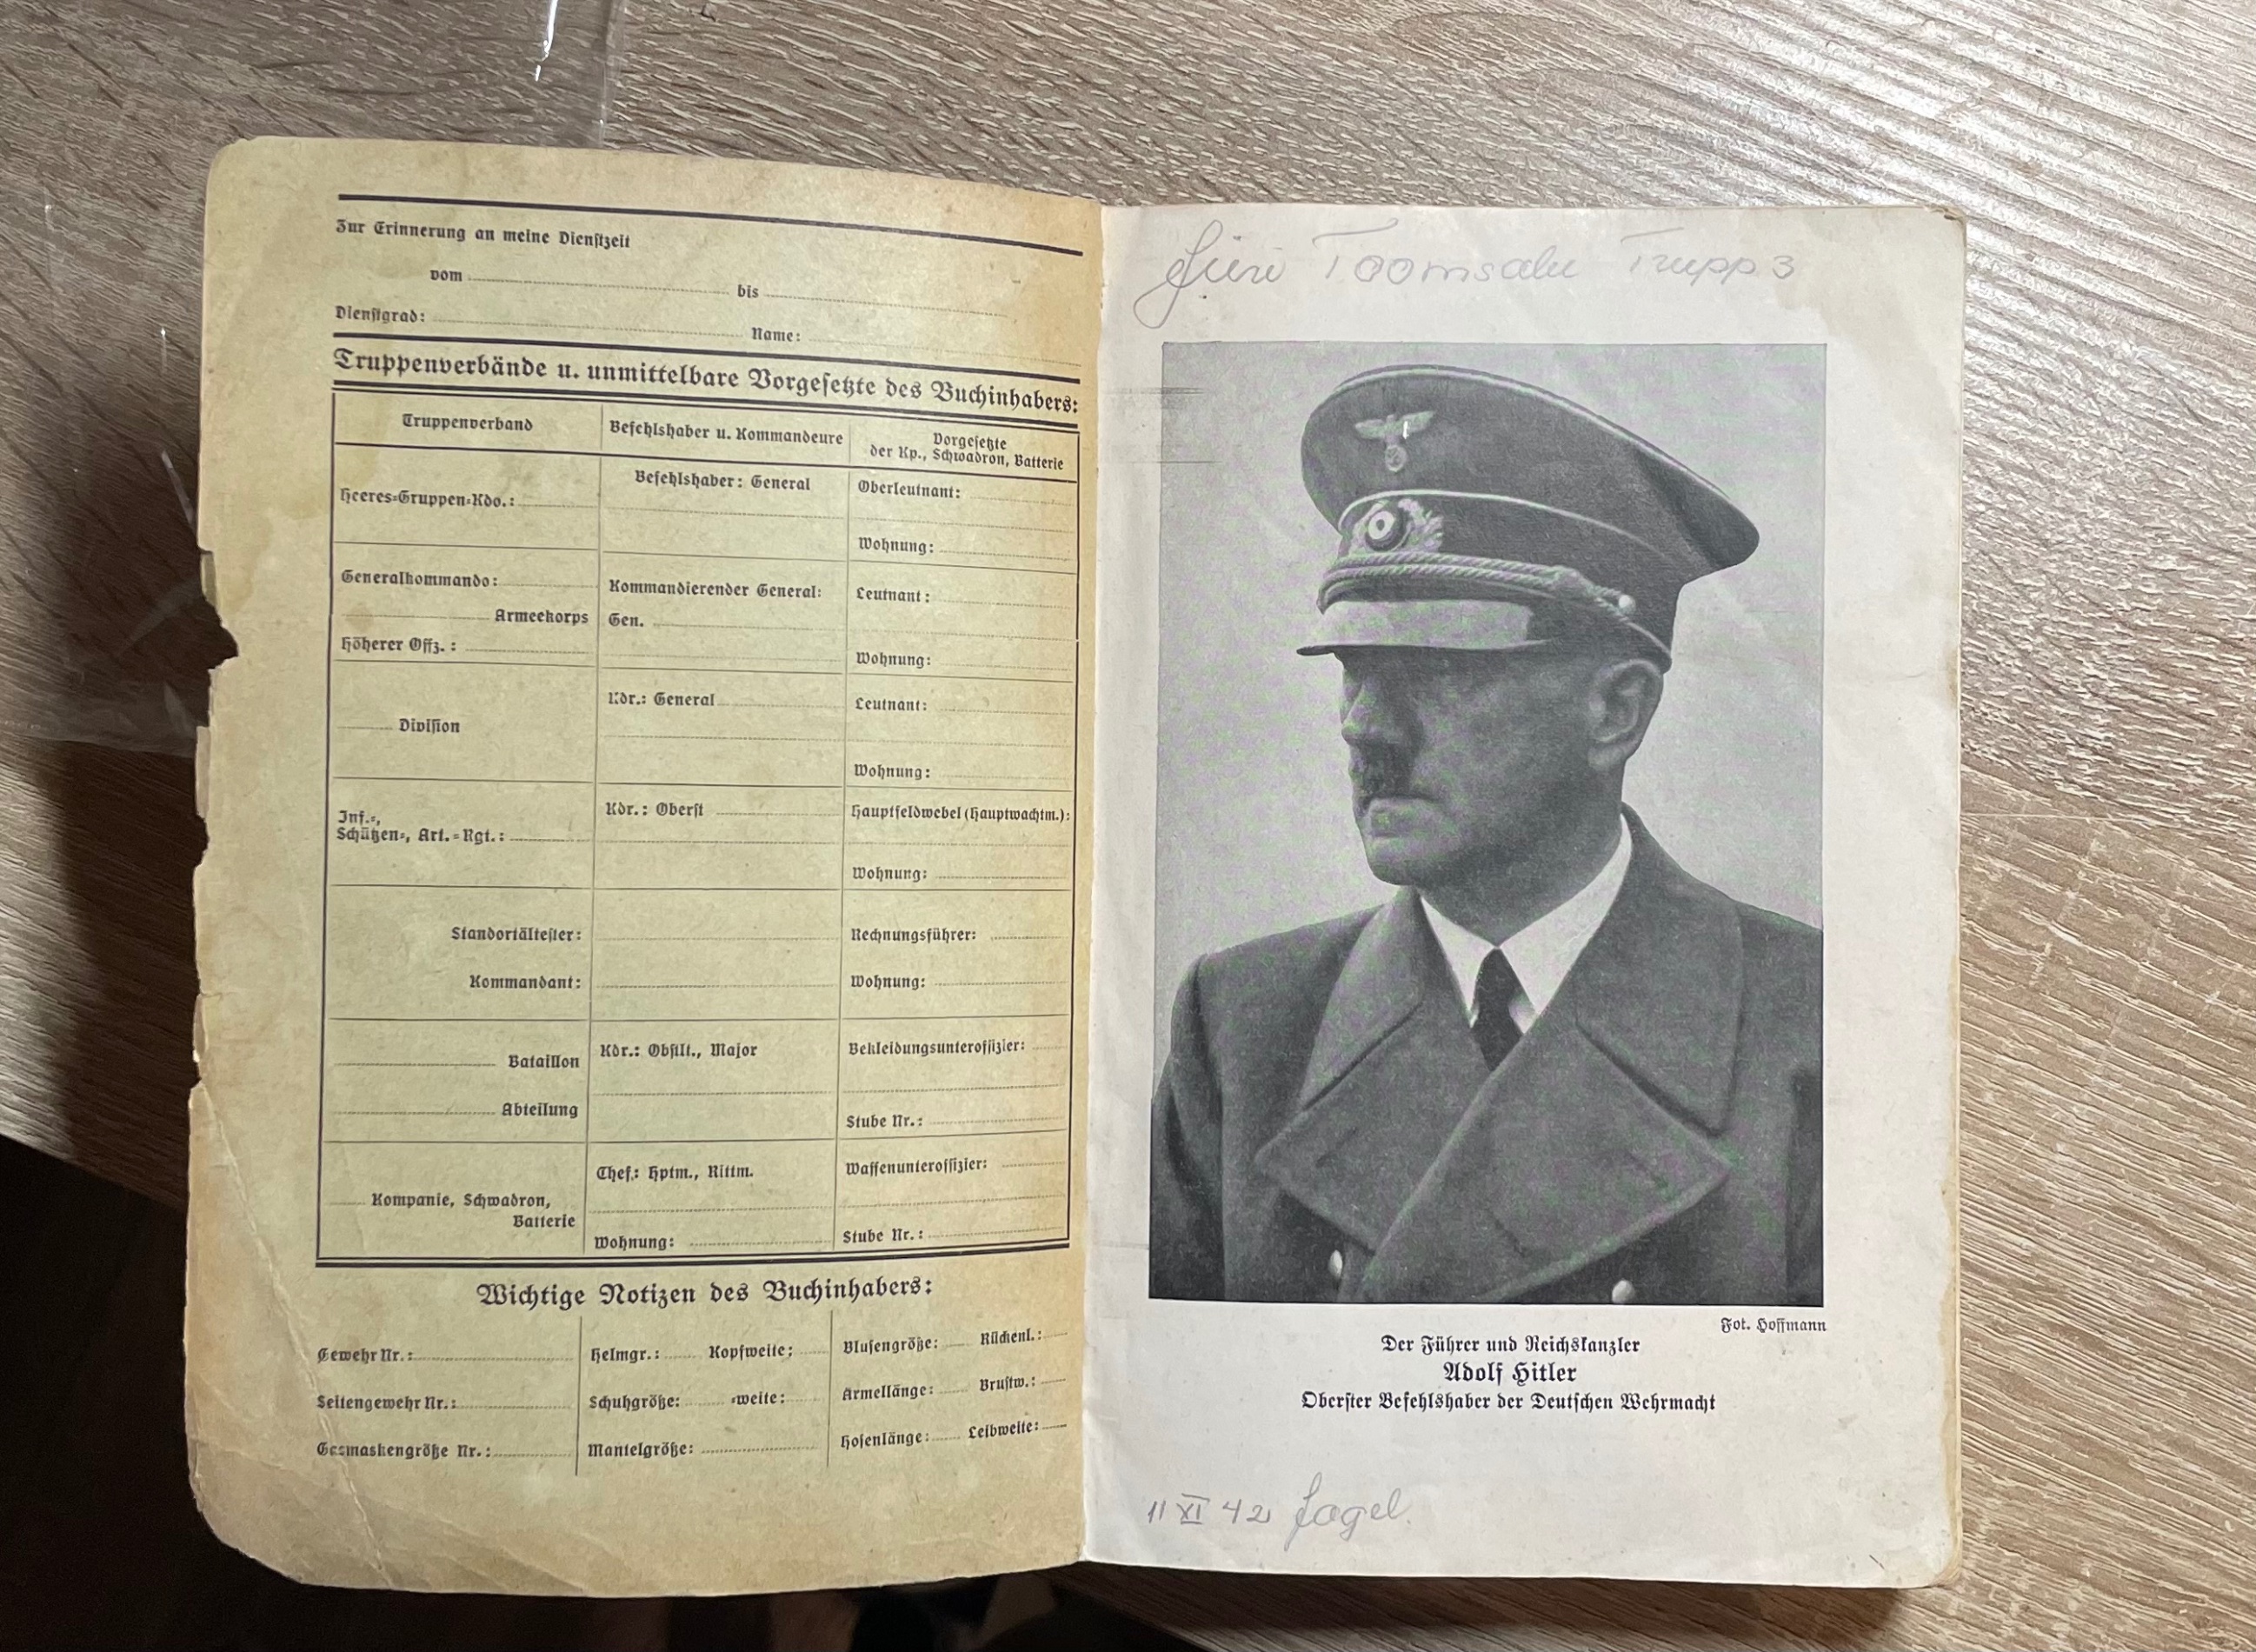 Zur Erinnerung an meine Dienstzeit
vom
bis
Dienstgrad:
Name:
Truppenverbände u. unmittelbare Vorgesetzte des Buchinhabers:
Truppenverband
Befehlshaber u. Kommandeure
Vorgesetzte
der Kp., Schwadron, Batterie
Heeres-Gruppen-Kdo.:
Befehlshaber: General
Oberleutnant:
Wohnung:
Generalkommando:
Armeekorps
Höherer Offz.:
Kommandierender General:
Gen.
Leutnant:
Wohnung:
Division
Kdr.: General
Leutnant:
Wohnung:
Inf.-,
Schützen-, Art.-Rgt.:
Kdr.: Oberst
Hauptfeldwebel (Hauptwachtm.):
Wohnung:
Standortältester:
Kommandant:
Rechnungsführer:
Wohnung:
Bataillon
Abteilung
Kdr.: Obstlt., Major
Bekleidungsunteroffizier:
Stube Nr.:
Kompanie, Schwadron,
Batterie
Chef.: Hptm., Rittm.
Wohnung:
Waffenunteroffizier:
Stube Nr.:
Wichtige Notizen des Buchinhabers:
Gewehr Nr.:
Seitengewehr Nr.:
Gasmaskengröße Nr.:
Helmgr.: Kopfweite:
Schuhgröße: -weite:
Mantelgröße:
Blusengröße: Rückenl.:
Armellänge: Brustw.:
Hosenlänge: Leibweite:
Toomsalu Trupp 3
Fot. Hoffmann
Der Führer und Reichskanzler
Adolf Hitler
Oberster Befehlshaber der Deutschen Wehrmacht
11 XI 42